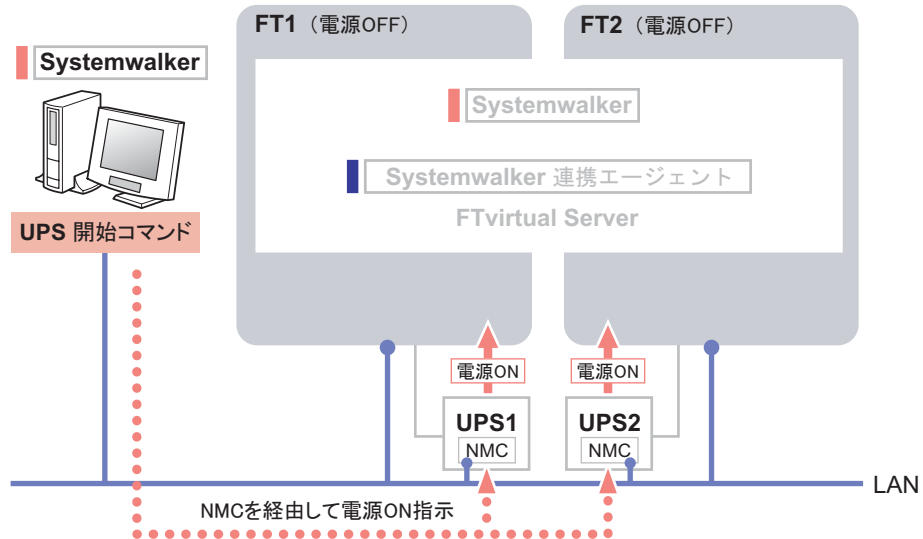 FT1（電源OFF）
FT2（電源OFF）
Systemwalker
Systemwalker
Systemwalker 連携エージェント
FTvirtual Server
UPS 開始コマンド
電源ON
電源ON
UPS1
NMC
UPS2
NMC
LAN
NMCを経由して電源ON指示